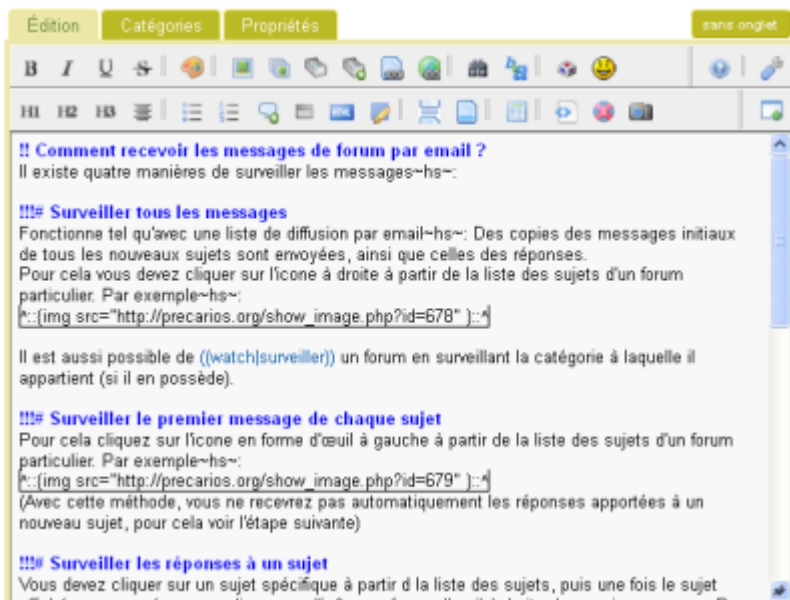 Édition Catégories Propriétés sans onglet
B I U S
H1 H2 H3
!! Comment recevoir les messages de forum par email ?
Il existe quatre manières de surveiller les messages~hs~:
!!!# Surveiller tous les messages
Fonctionne tel qu'avec une liste de diffusion par email~hs~: Des copies des messages initiaux
de tous les nouveaux sujets sont envoyées, ainsi que celles des réponses.
Pour cela vous devez cliquer sur l'icone à droite à partir de la liste des sujets d'un forum
particulier. Par exemple~hs~:
^::{img src="http://precarios.org/show_image.php?id=678" }::^
Il est aussi possible de ((watch|surveiller)) un forum en surveillant la catégorie à laquelle il
appartient (si il en possède).
!!!# Surveiller le premier message de chaque sujet
Pour cela cliquez sur l'icone en forme d'œuil à gauche à partir de la liste des sujets d'un forum
particulier. Par exemple~hs~:
^::{img src="http://precarios.org/show_image.php?id=679" }::^
(Avec cette méthode, vous ne recevrez pas automatiquement les réponses apportées à un
nouveau sujet, pour cela voir l'étape suivante)
!!!# Surveiller les réponses à un sujet
Vous devez cliquer sur un sujet spécifique à partir d la liste des sujets, puis une fois le sujet